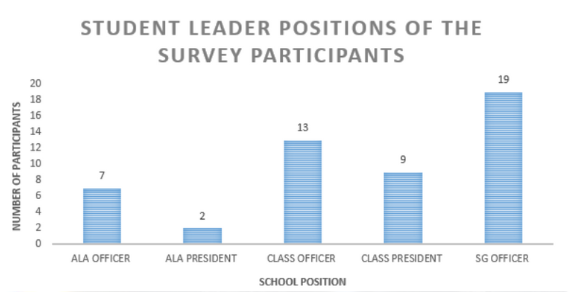 STUDENT LEADER POSITIONS OF THE
SURVEY PARTICIPANTS
NUMBER OF PARTICIPANTS
20
18
16
14
12
10
8
6
4
2
0
7
2
13
9
19
ALA OFFICER
ALA PRESIDENT
CLASS OFFICER
CLASS PRESIDENT
SG OFFICER
SCHOOL POSITION